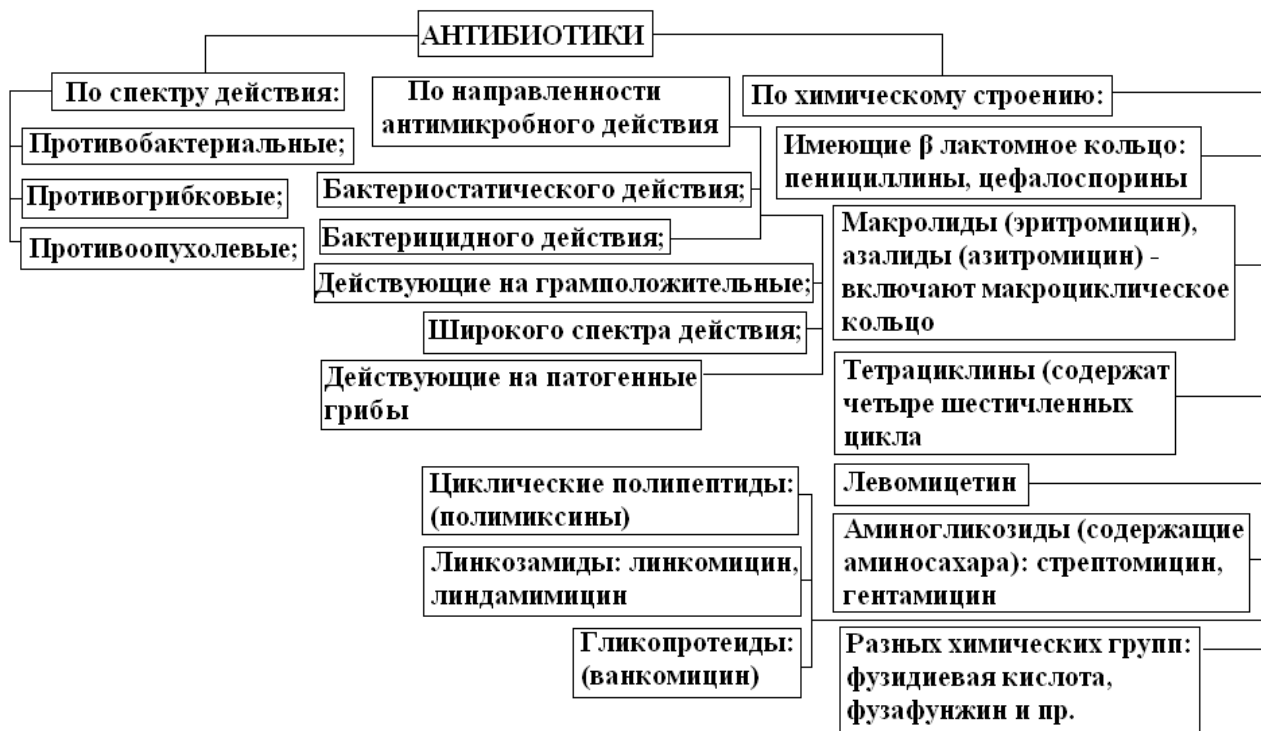 АНТИБИОТИКИ
По спектру действия:
Противобактериальные;
Противогрибковые;
Противоопухолевые;
По направленности
антимикробного действия
Бактериостатического действия;
Бактерицидного действия;
Действующие на грамположительные;
Широкого спектра действия;
Действующие на патогенные
грибы
По химическому строению:
Имеющие β лактомное кольцо:
пенициллины, цефалоспорины
Макролиды (эритромицин),
азалиды (азитромицин) -
включают макроциклическое
кольцо
Тетрациклины (содержат
четыре шестичленных
цикла
Левомицетин
Аминогликозиды (содержащие
аминосахара): стрептомицин,
гентамицин
Циклические полипептиды:
(полимиксины)
Линкозамиды: линкомицин,
линдамимицин
Гликопротеиды:
(ванкомицин)
Разных химических групп:
фузидиевая кислота,
фузафунжин и пр.